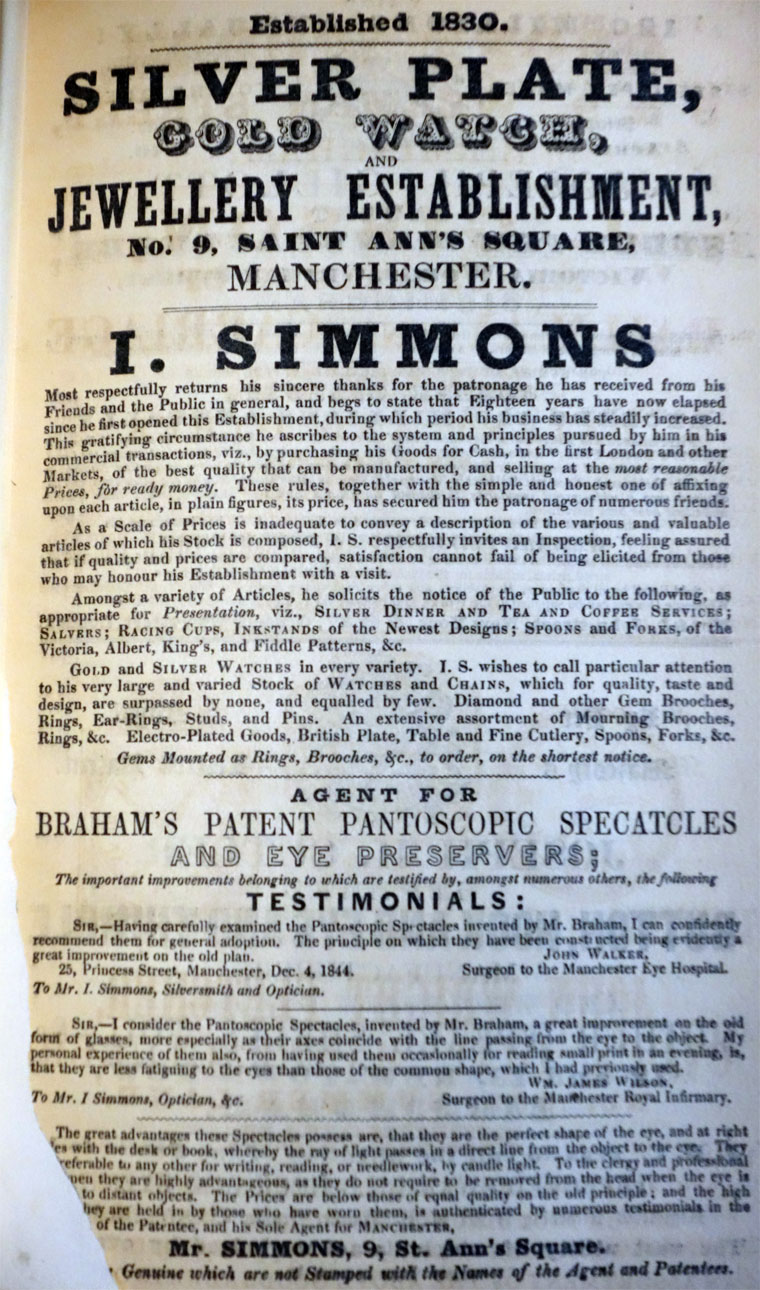 Established 1830.
SILVER PLATE,
GOLD WATCH,
AND
JEWELLERY ESTABLISHMENT,
No. 9, SAINT ANN'S SQUARE,
MANCHESTER.
I. SIMMONS
Most respectfully returns his sincere thanks for the patronage he has received from his
Friends and the Public in general, and begs to state that Eighteen years have now elapsed
since he first opened this Establishment, during which period his business has steadily increased.
This gratifying circumstance he ascribes to the system and principles pursued by him in his
commercial transactions, viz., by purchasing his Goods for Cash, in the first London and other
Markets, of the best quality that can be manufactured, and selling at the most reasonable
Prices, for ready money. These rules, together with the simple and honest one of affixing
upon each article, in plain figures, its price, has secured him the patronage of numerous friends.
As a Scale of Prices is inadequate to convey a description of the various and valuable
articles of which his Stock is composed, I. S. respectfully invites an Inspection, feeling assured
that if quality and prices are compared, satisfaction cannot fail of being elicited from those
who may honour his Establishment with a visit.
Amongst a variety of Articles, he solicits the notice of the Public to the following, as
appropriate for Presentation, viz., SILVER DINNER AND TEA AND COFFEE SERVICES;
SALVERS; RACING CUPS, INKSTANDS of the Newest Designs; SPOONS and FORKS, of the
Victoria, Albert, King's, and Fiddle Patterns, &c.
GOLD and SILVER WATCHES in every variety. I. S. wishes to call particular attention
to his very large and varied Stock of WATCHES and CHAINS, which for quality, taste and
design, are surpassed by none, and equalled by few. Diamond and other Gem Brooches,
Rings, Ear-Rings, Studs, and Pins. An extensive assortment of Mourning Brooches,
Rings, &c. Electro-Plated Goods, British Plate, Table and Fine Cutlery, Spoons, Forks, &c.
Gems Mounted as Rings, Brooches, &c., to order, on the shortest notice.
AGENT FOR
BRAHAM'S PATENT PANTOSCOPIC SPECATCLES
AND EYE PRESERVERS;
The important improvements belonging to which are testified by, amongst numerous others, the following
TESTIMONIALS:
SIR,—Having carefully examined the Pantoscopic Spectacles invented by Mr. Braham, I can confidently
recommend them for general adoption. The principle on which they have been constructed being evidently a
great improvement on the old plan. JOHN WALKER,
25, Princess Street, Manchester, Dec. 4, 1844. Surgeon to the Manchester Eye Hospital.
To Mr. I. Simmons, Silversmith and Optician.
SIR,—I consider the Pantoscopic Spectacles, invented by Mr. Braham, a great improvement on the old
form of glasses, more especially as their axes coincide with the line passing from the eye to the object. My
personal experience of them also, from having used them occasionally for reading small print in an evening, is,
that they are less fatiguing to the eyes than those of the common shape, which I had previously used.
WM. JAMES WILSON,
To Mr. I Simmons, Optician, &c. Surgeon to the Manchester Royal Infirmary.
The great advantages these Spectacles possess are, that they are the perfect shape of the eye, and at right
with the desk or book, whereby the ray of light passes in a direct line from the object to the eye. They
referable to any other for writing, reading, or needlework, by candle light. To the clergy and professional
men they are highly advantageous, as they do not require to be removed from the head when the eye is
to distant objects. The Prices are below those of equal quality on the old principle; and the high
they are held in by those who have worn them, is authenticated by numerous testimonials in the
of the Patentee, and his Sole Agent for MANCHESTER,
Mr. SIMMONS, 9, St. Ann's Square.
Genuine which are not Stamped with the Names of the Agent and Patentees.